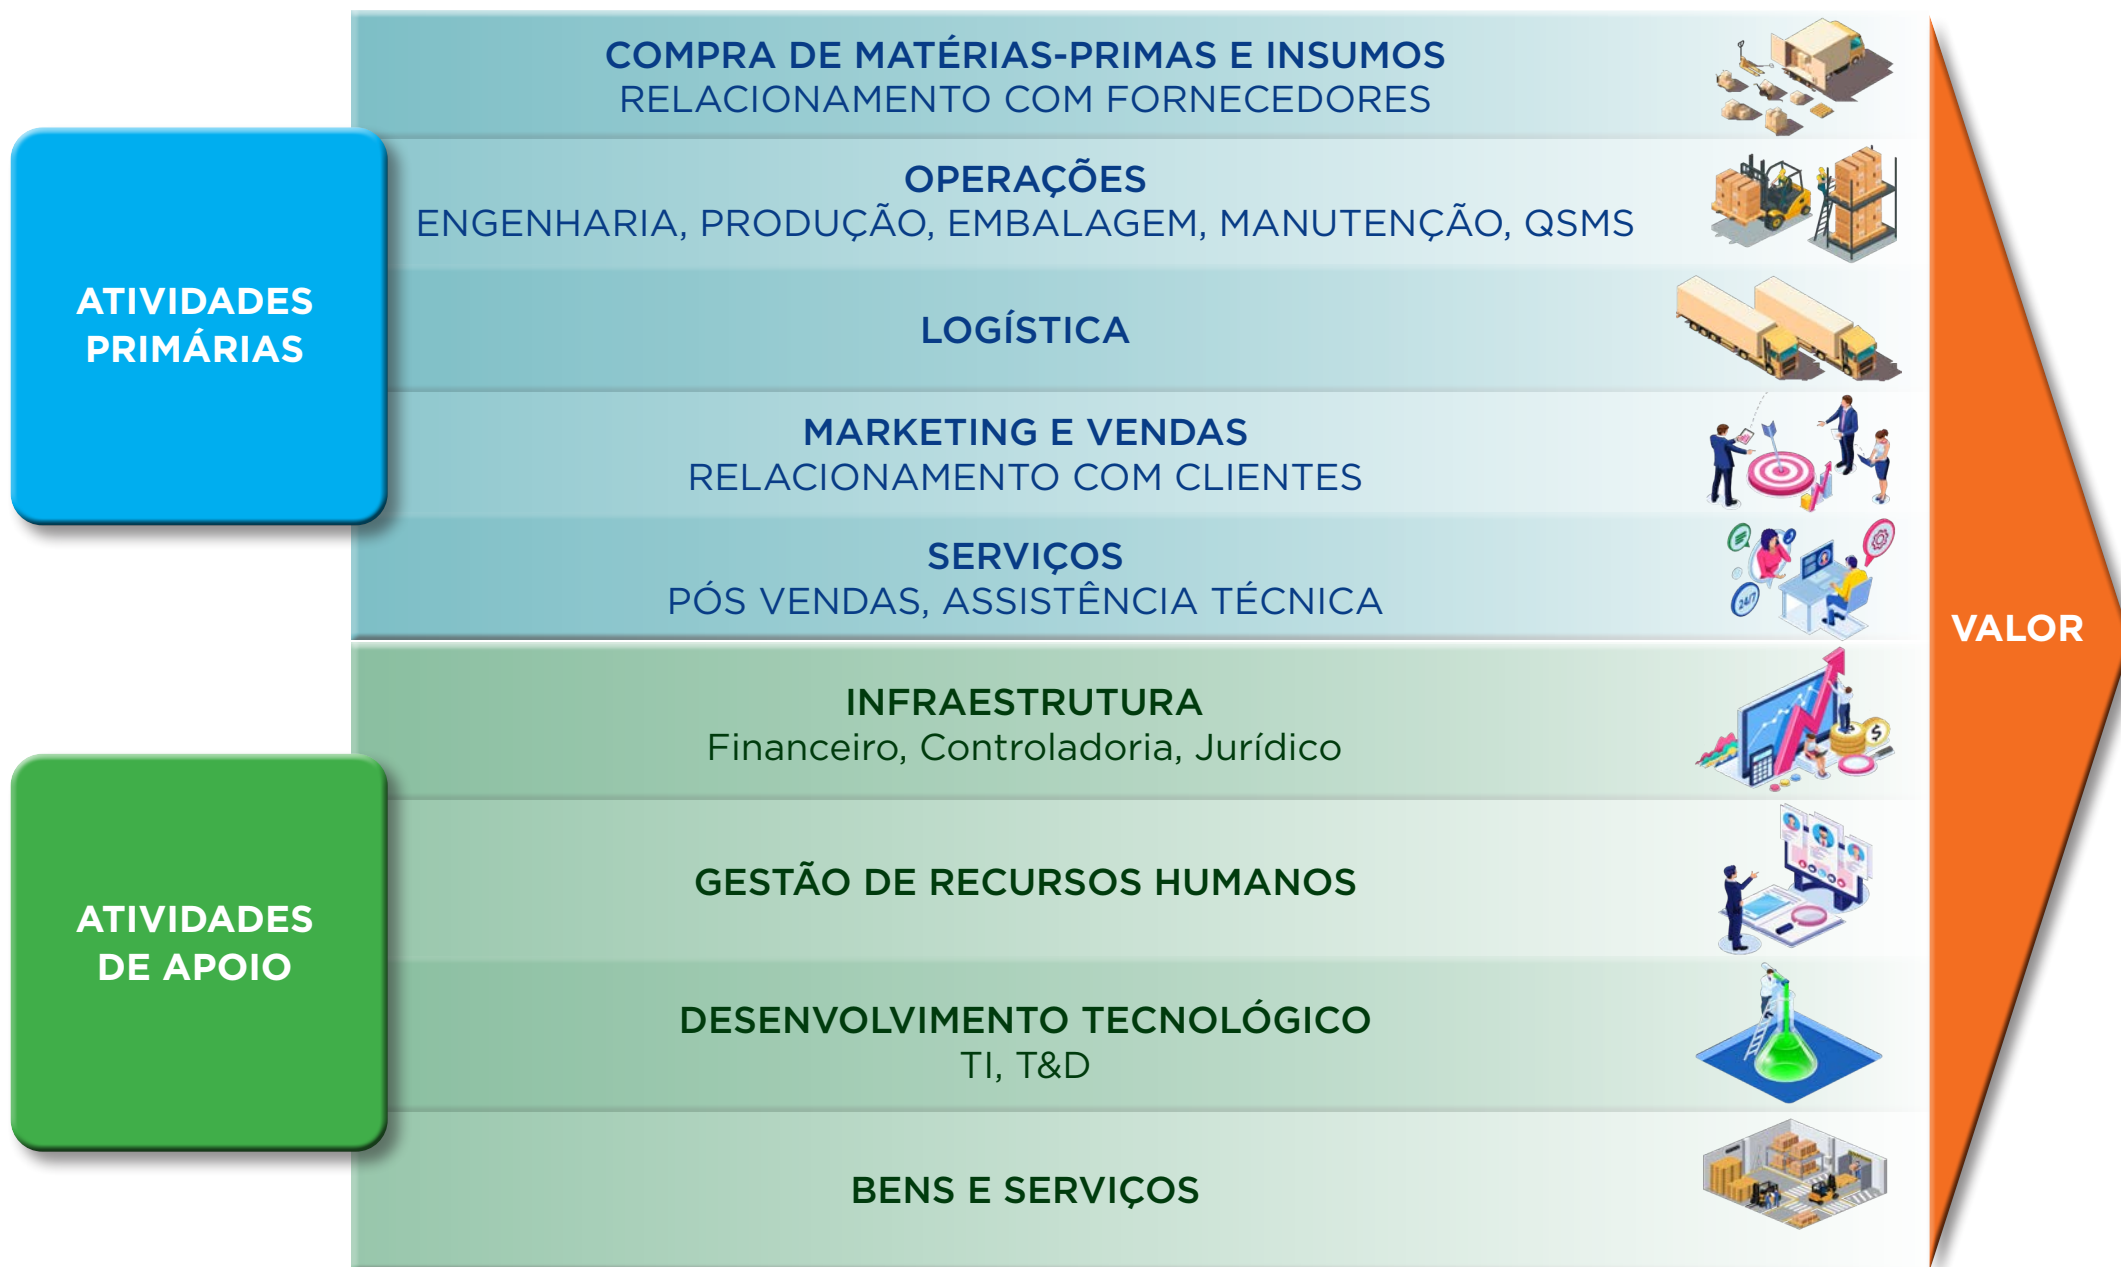 COMPRA DE MATÉRIAS-PRIMAS E INSUMOS
RELACIONAMENTO COM FORNECEDORES
OPERAÇÕES
ENGENHARIA, PRODUÇÃO, EMBALAGEM, MANUTENÇÃO, QSMS
ATIVIDADES
PRIMÁRIAS
LOGÍSTICA
MARKETING E VENDAS
RELACIONAMENTO COM CLIENTES
SERVIÇOS
PÓS VENDAS, ASSISTÊNCIA TÉCNICA
24/7
VALOR
INFRAESTRUTURA
Financeiro, Controladoria, Jurídico
$
GESTÃO DE RECURSOS HUMANOS
ATIVIDADES
DE APOIO
DESENVOLVIMENTO TECNOLÓGICO
TI, T&D
BENS E SERVIÇOS